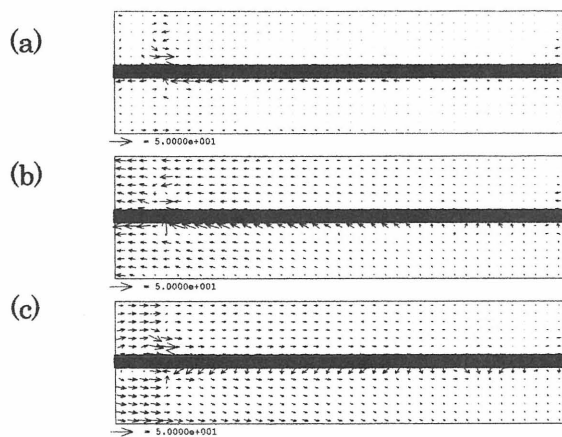 (a)
= 5.0000e+001
(b)
= 5.0000e+001
(c)
= 5.0000e+001